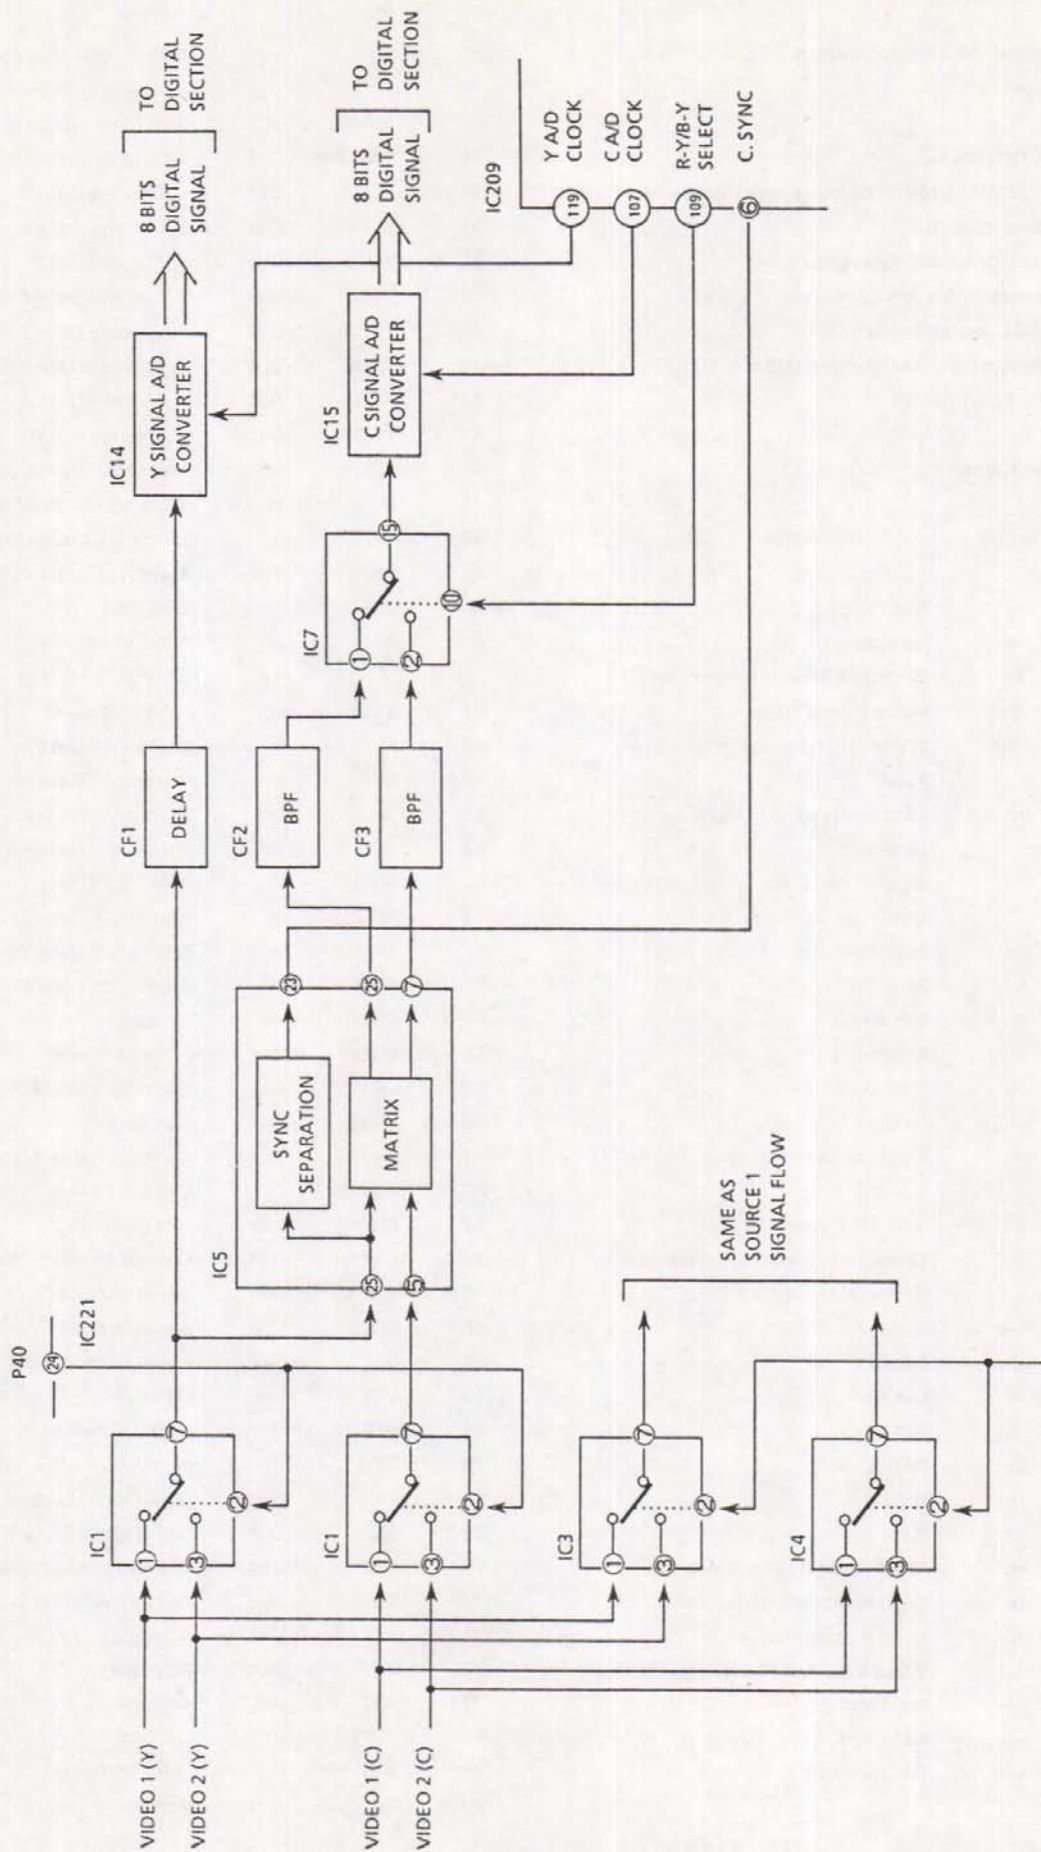 VIDEO 1 (Y)
VIDEO 2 (Y)
VIDEO 1 (C)
VIDEO 2 (C)
IC1
1
3
2
7
IC1
1
3
2
7
IC3
1
3
2
7
IC4
1
3
2
7
P40
24
IC221
SAME AS
SOURCE 1
SIGNAL FLOW
IC5
25
5
SYNC
SEPARATION
MATRIX
23
25
7
CF1
DELAY
CF2
BPF
CF3
BPF
IC7
1
2
10
15
IC14
Y SIGNAL A/D
CONVERTER
IC15
C SIGNAL A/D
CONVERTER
8 BITS
DIGITAL
SIGNAL
TO
DIGITAL
SECTION
8 BITS
DIGITAL
SIGNAL
TO
DIGITAL
SECTION
IC209
119
Y A/D
CLOCK
107
C A/D
CLOCK
109
R-Y/B-Y
SELECT
6
C. SYNC